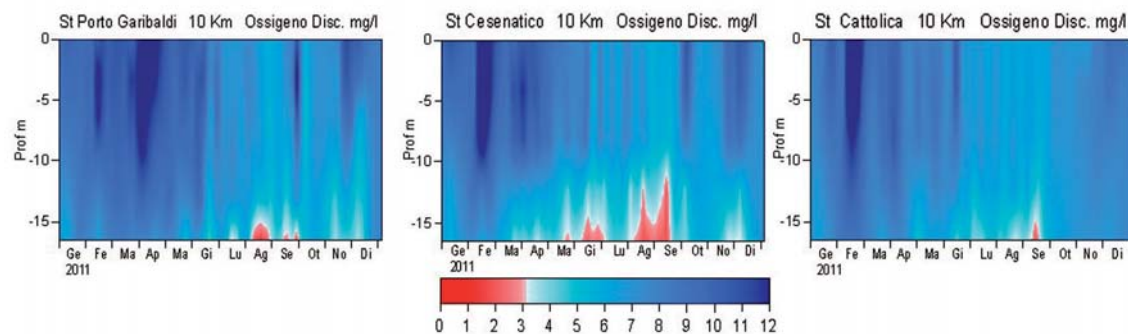 St Porto Garibaldi 10 Km Ossigeno Disc. mg/l
Prof m
0
-5
-10
-15
Ge Fe Ma Ap Ma Gi Lu Ag Se Ot No Di
2011
St Cesenatico 10 Km Ossigeno Disc. mg/l
0
-5
-10
-15
Ge Fe Ma Ap Ma Gi Lu Ag Se Ot No Di
2011
St Cattolica 10 Km Ossigeno Disc. mg/l
Prof m
0
-5
-10
-15
Ge Fe Ma Ap Ma Gi Lu Ag Se Ot No Di
2011
0 1 2 3 4 5 6 7 8 9 10 11 12